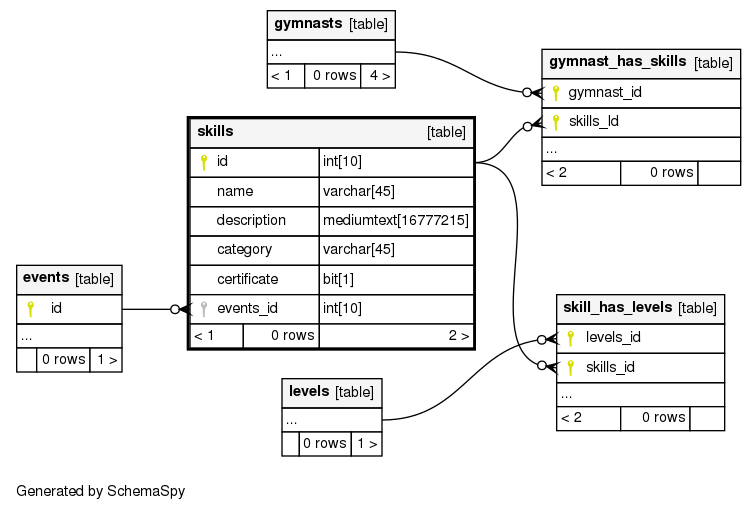 gymnasts [table]
...
< 1 0 rows 4 >
gymnast_has_skills [table]
gymnast_id
skills_Id
...
< 2 0 rows
skills [table]
id int[10]
name varchar[45]
description mediumtext[16777215]
category varchar[45]
certificate bit[1]
events_id int[10]
< 1 0 rows 2 >
events [table]
id
...
0 rows 1 >
skill_has_levels [table]
levels_id
skills_id
...
< 2 0 rows
levels [table]
...
0 rows 1 >
Generated by SchemaSpy